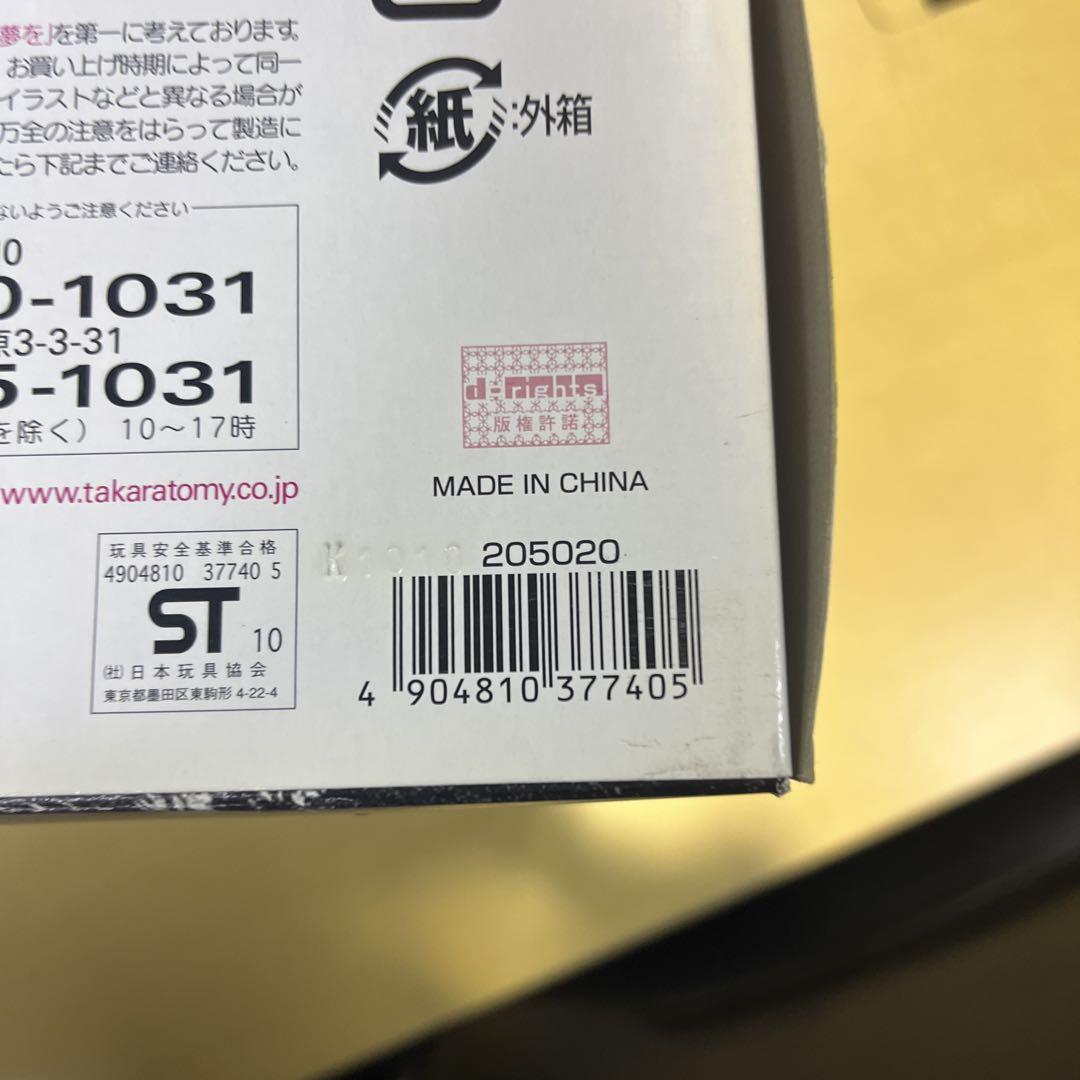 夢を」を第一に考えております。
お買い上げ時期によって同一
イラストなどと異なる場合が
万全の注意をはらって製造に
たら下記までご連絡ください。
紙:外箱
ないようご注意ください
00
0-1031
原3-3-31
5-1031
を除く) 10～17時
www.takaratomy.co.jp
d-rights
版権許諾
MADE IN CHINA
玩具安全基準合格
4904810 37740 5
ST 10
(社)日本玩具協会
東京都墨田区東駒形4-22-4
K1010 205020
4 904810 377405